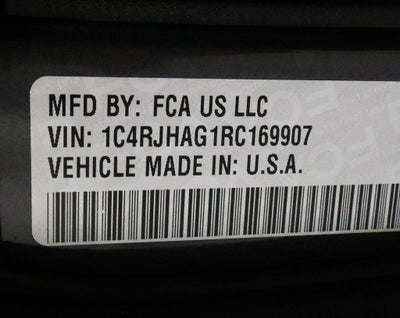 MFD BY: FCA US LLC
VIN: 1C4RJHAG1RC169907
VEHICLE MADE IN: U.S.A.